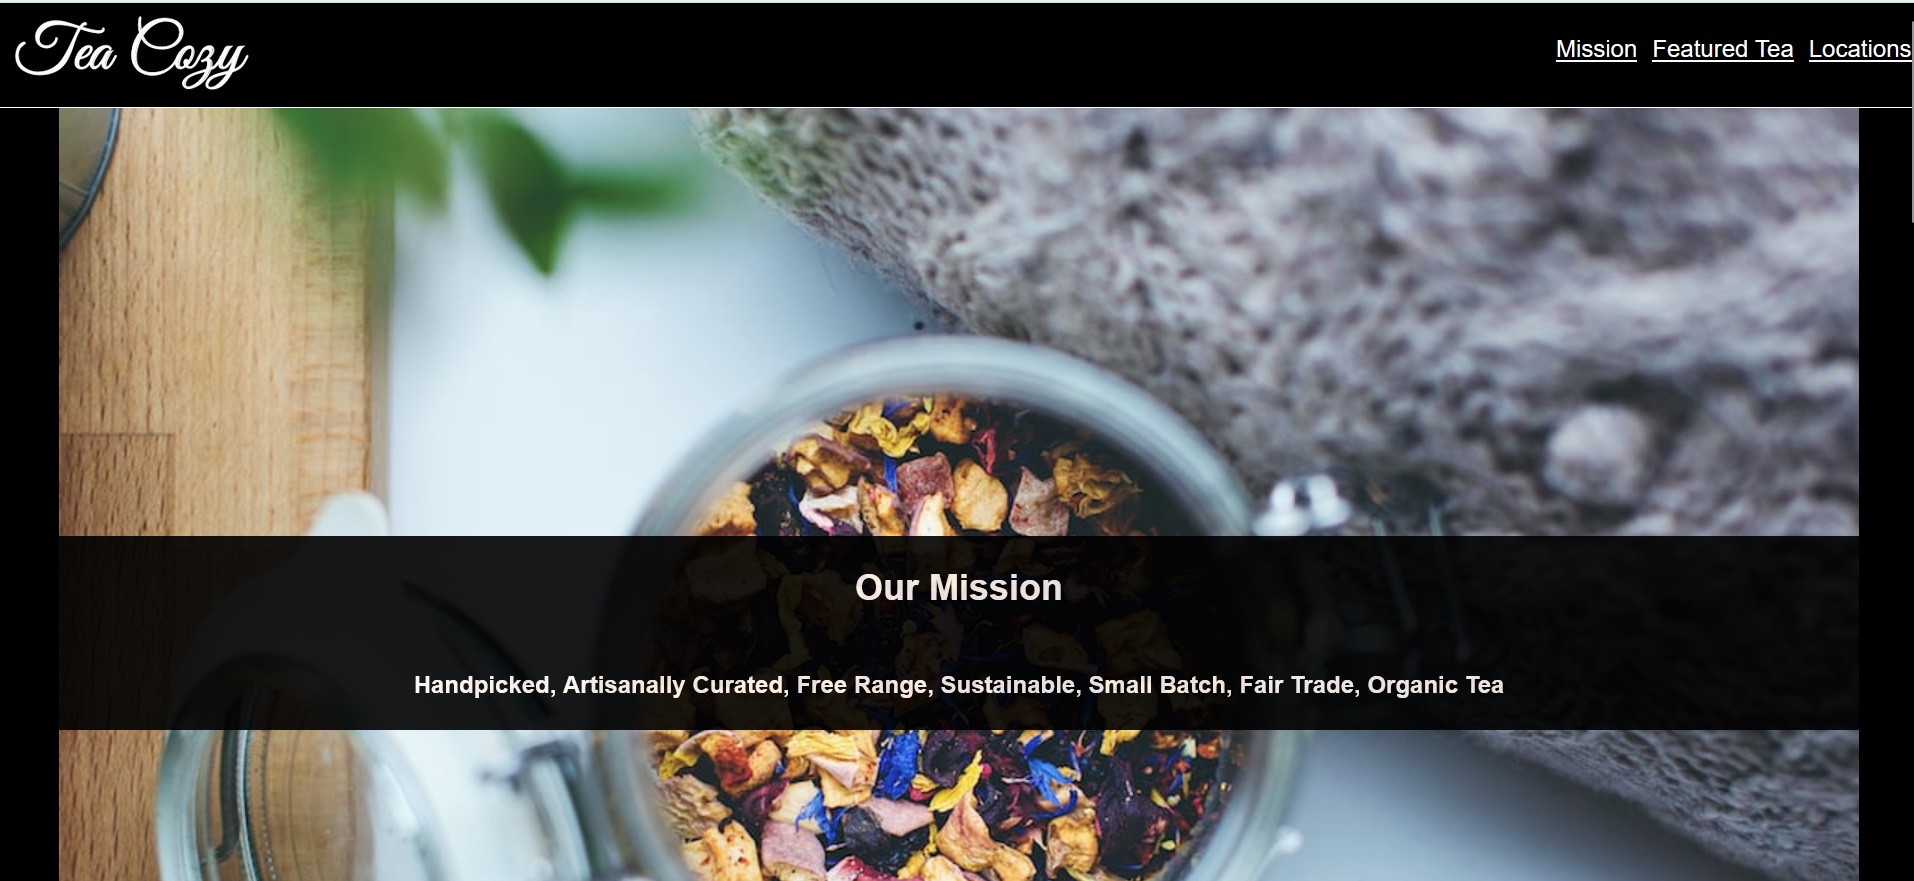 Tea Cozy
Mission Featured Tea Locations
Our Mission
Handpicked, Artisanally Curated, Free Range, Sustainable, Small Batch, Fair Trade, Organic Tea